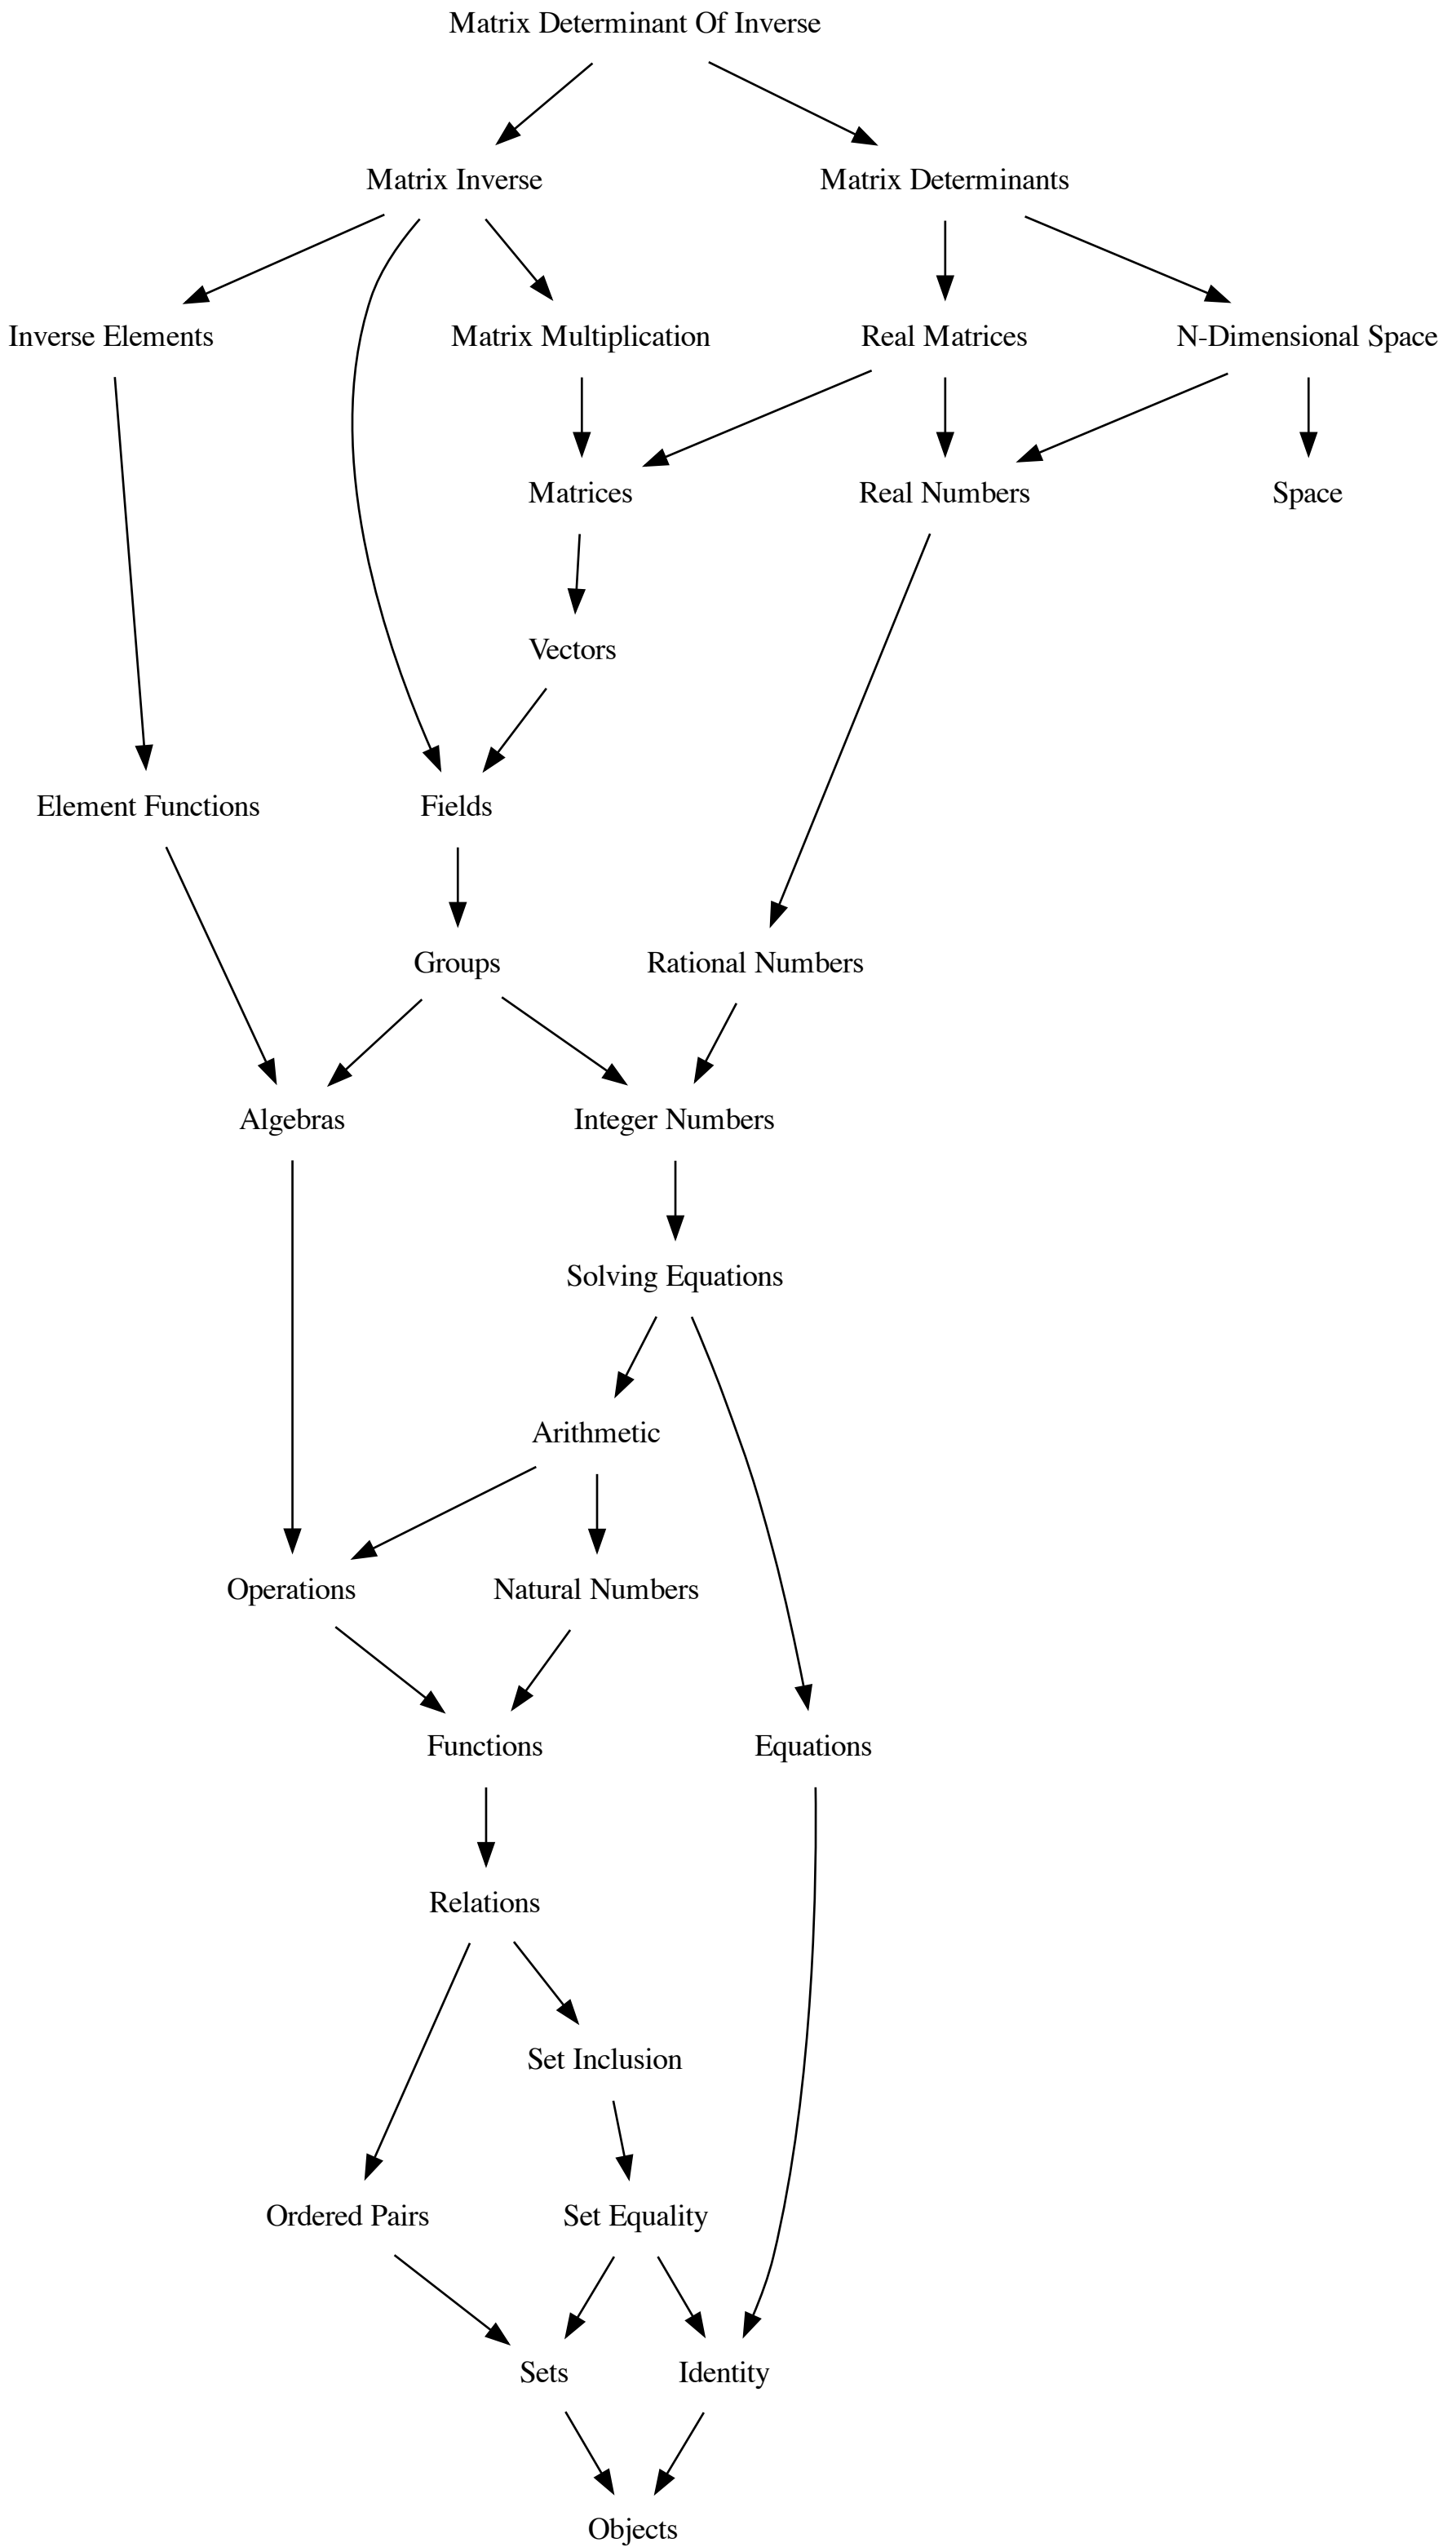 Matrix Determinant Of Inverse
Matrix Inverse
Matrix Determinants
Inverse Elements
Matrix Multiplication
Real Matrices
N-Dimensional Space
Matrices
Real Numbers
Space
Vectors
Element Functions
Fields
Groups
Rational Numbers
Algebras
Integer Numbers
Solving Equations
Arithmetic
Operations
Natural Numbers
Functions
Equations
Relations
Set Inclusion
Ordered Pairs
Set Equality
Sets
Identity
Objects